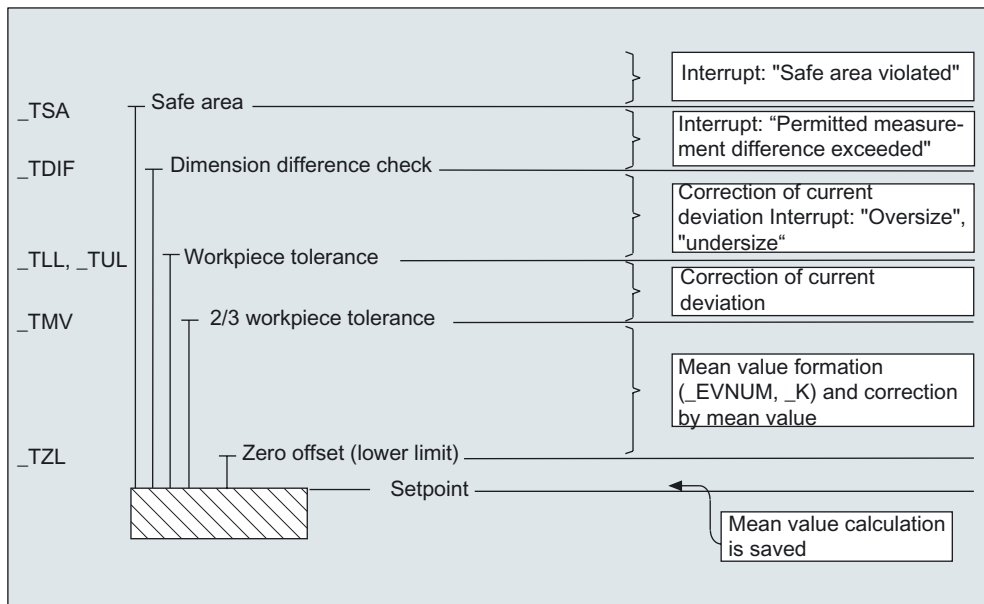 Interrupt: "Safe area violated"
_TSA
Safe area
Interrupt: “Permitted measure-
ment difference exceeded"
_TDIF
Dimension difference check
Correction of current
deviation Interrupt: "Oversize",
"undersize“
_TLL, _TUL
Workpiece tolerance
Correction of current
deviation
_TMV
2/3 workpiece tolerance
Mean value formation
(_EVNUM, _K) and correction
by mean value
_TZL
Zero offset (lower limit)
Setpoint
Mean value calculation
is saved